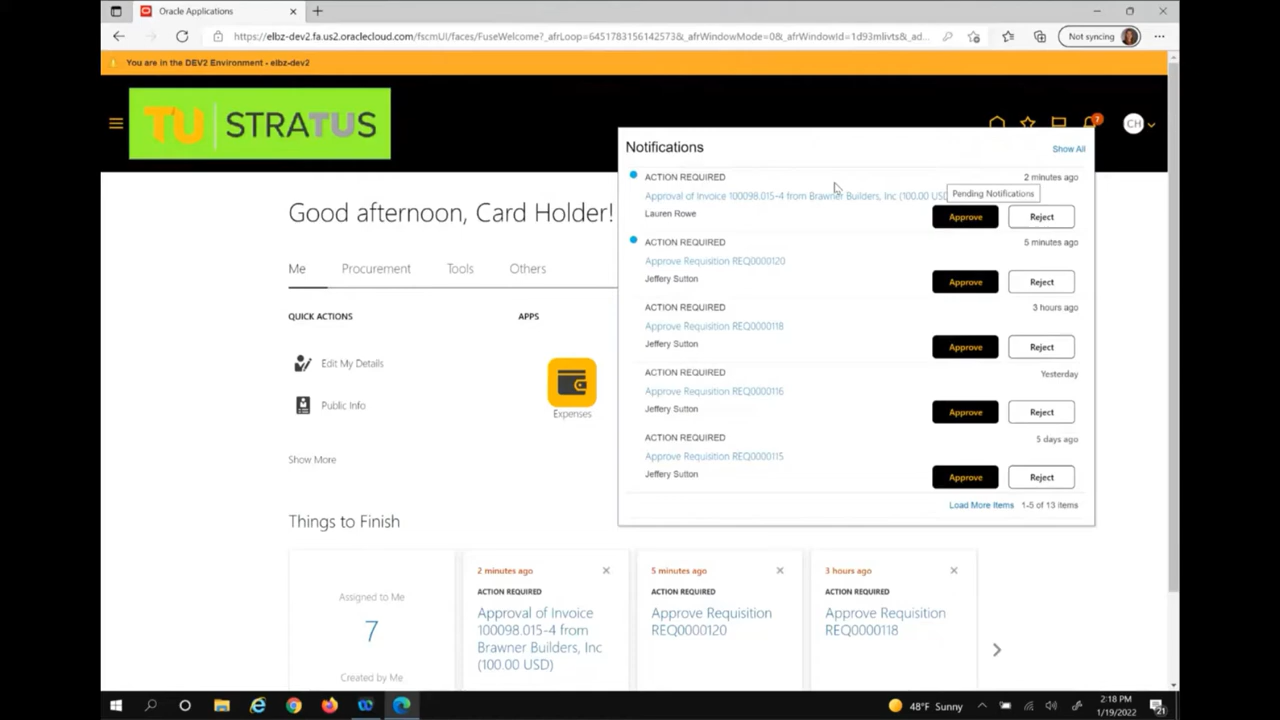 Oracle Applications
https://elbz-dev2.fa.us2.oraclecloud.com/fscmUI/faces/FuseWelcome?_afrLoop=6451783156142573&_afrWindowMode=0&_afrWindowId=1d93mlivts&_ad...
Not syncing
You are in the DEV2 Environment - elbz-dev2
TU | STRATUS
7
CH
Notifications
Show All
ACTION REQUIRED
2 minutes ago
Approval of Invoice 100098.015-4 from Brawner Builders, Inc (100.00 USD
Pending Notifications
Lauren Rowe
Approve
Reject
ACTION REQUIRED
5 minutes ago
Approve Requisition REQ0000120
Jeffery Sutton
Approve
Reject
ACTION REQUIRED
3 hours ago
Approve Requisition REQ0000118
Jeffery Sutton
Approve
Reject
ACTION REQUIRED
Yesterday
Approve Requisition REQ0000116
Jeffery Sutton
Approve
Reject
ACTION REQUIRED
5 days ago
Approve Requisition REQ0000115
Jeffery Sutton
Approve
Reject
Load More Items 1-5 of 13 items
Good afternoon, Card Holder!
Me
Procurement
Tools
Others
QUICK ACTIONS
APPS
Edit My Details
Public Info
Expenses
Show More
Things to Finish
Assigned to Me
7
Created by Me
2 minutes ago
ACTION REQUIRED
Approval of Invoice
100098.015-4 from
Brawner Builders, Inc
(100.00 USD)
5 minutes ago
ACTION REQUIRED
Approve Requisition
REQ0000120
3 hours ago
ACTION REQUIRED
Approve Requisition
REQ0000118
48°F Sunny
2:18 PM
1/19/2022
21